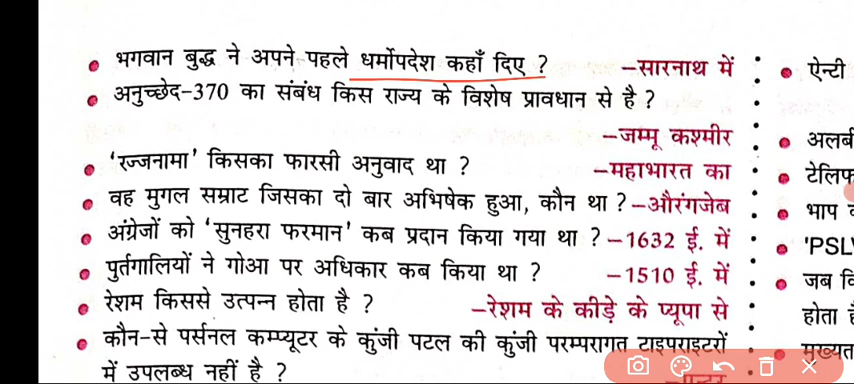 भगवान बुद्ध ने अपने पहले धर्मोपदेश कहाँ दिए ? –सारनाथ में
अनुच्छेद–370 का संबंध किस राज्य के विशेष प्रावधान से है ?
–जम्मू कश्मीर
‘रज्जनामा’ किसका फारसी अनुवाद था ? –महाभारत का
वह मुगल सम्राट जिसका दो बार अभिषेक हुआ, कौन था ? –औरंगजेब
अंग्रेजों को ‘सुनहरा फरमान’ कब प्रदान किया गया था ? –1632 ई. में
पुर्तगालियों ने गोआ पर अधिकार कब किया था ? –1510 ई. में
रेशम किससे उत्पन्न होता है ? –रेशम के कीड़े के प्यूपा से
कौन–से पर्सनल कम्प्यूटर के कुंजी पटल की कुंजी परम्परागत टाइपराइटरों
में उपलब्ध नहीं है ?
ऐन्टी
अलब
टेलिफ
भाप
'PSL
जब
होता
मुख्यत